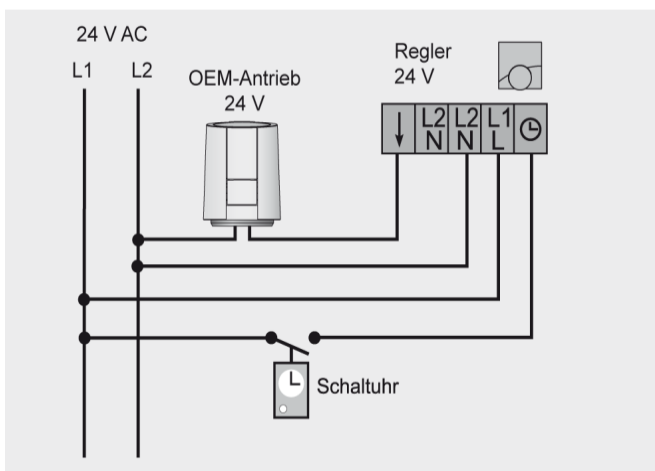 24 V AC
L1 L2
OEM-Antrieb
24 V
Regler
24 V
L2 L2 L1
N N L
Schaltuhr